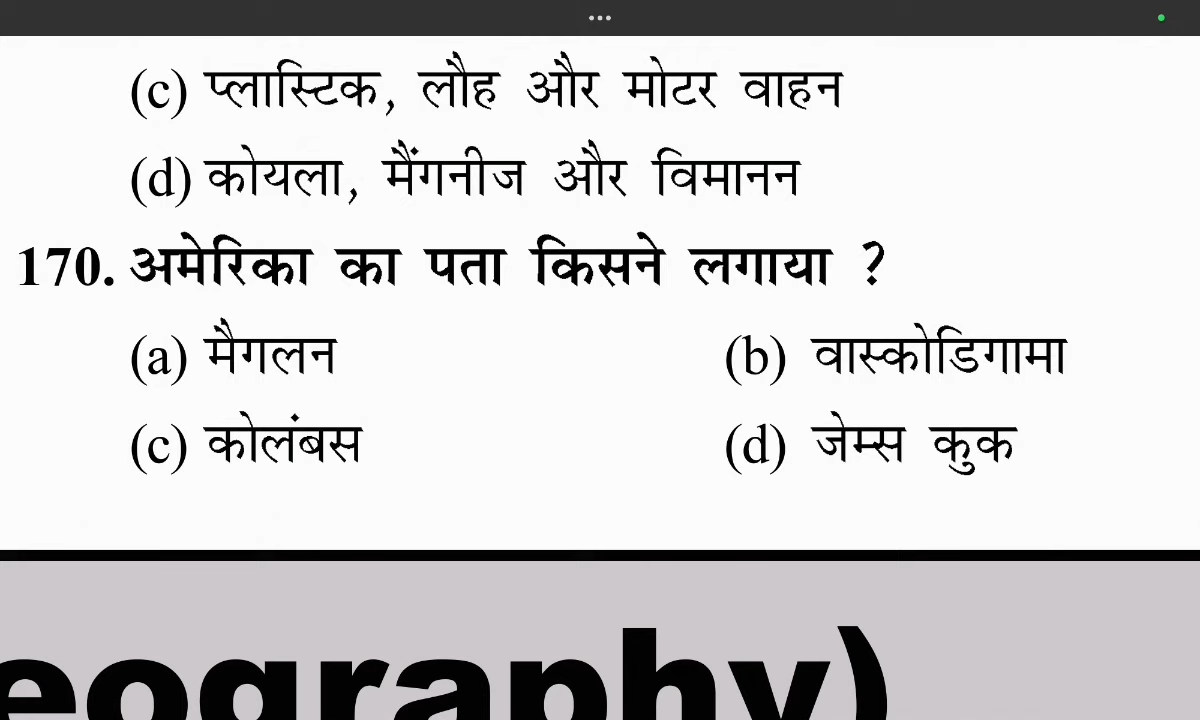 (c) प्लास्टिक, लौह और मोटर वाहन
(d) कोयला, मैंगनीज और विमानन
170. अमेरिका का पता किसने लगाया ?
(a) मैगलन (b) वास्कोडिगामा
(c) कोलंबस (d) जेम्स कुक
eography)